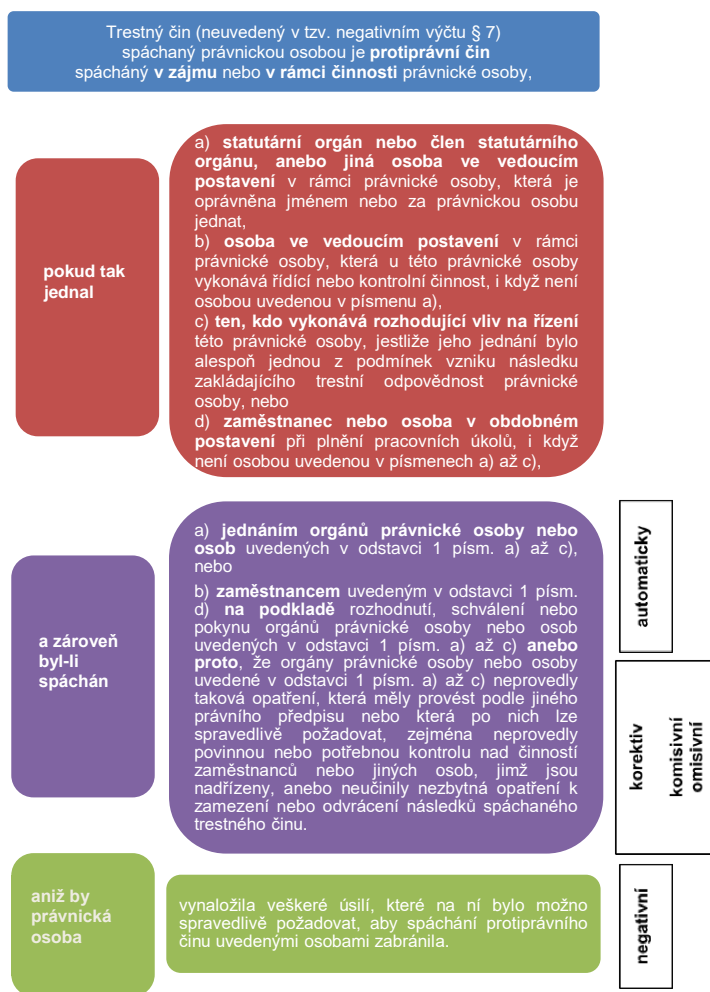 Trestný čin (neuvedený v tzv. negativním výčtu § 7)
spáchaný právnickou osobou je protiprávní čin
spácháný v zájmu nebo v rámci činnosti právnické osoby,
pokud tak
jednal
a) statutární orgán nebo člen statutárního
orgánu, anebo jiná osoba ve vedoucím
postavení v rámci právnické osoby, která je
oprávněna jménem nebo za právnickou osobu
jednat,
b) osoba ve vedoucím postavení v rámci
právnické osoby, která u této právnické osoby
vykonává řídící nebo kontrolní činnost, i když není
osobou uvedenou v písmenu a),
c) ten, kdo vykonává rozhodující vliv na řízení
této právnické osoby, jestliže jeho jednání bylo
alespoň jednou z podmínek vzniku následku
zakládajícího trestní odpovědnost právnické
osoby, nebo
d) zaměstnanec nebo osoba v obdobném
postavení při plnění pracovních úkolů, i když
není osobou uvedenou v písmenech a) až c),
a zároveň
byl-li
spáchán
a) jednáním orgánů právnické osoby nebo
osob uvedených v odstavci 1 písm. a) až c),
nebo
b) zaměstnancem uvedeným v odstavci 1 písm.
d) na podkladě rozhodnutí, schválení nebo
pokynu orgánů právnické osoby nebo osob
uvedených v odstavci 1 písm. a) až c) anebo
proto, že orgány právnické osoby nebo osoby
uvedené v odstavci 1 písm. a) až c) neprovedly
taková opatření, která měly provést podle jiného
právního předpisu nebo která po nich lze
spravedlivě požadovat, zejména neprovedly
povinnou nebo potřebnou kontrolu nad činností
zaměstnanců nebo jiných osob, jimž jsou
nadřízeny, anebo neučinily nezbytná opatření k
zamezení nebo odvrácení následků spáchaného
trestného činu.
automaticky
korektiv
komisivní
omisivní
aniž by
právnická
osoba
vynaložila veškeré úsilí, které na ní bylo možno
spravedlivě požadovat, aby spáchání protiprávního
činu uvedenými osobami zabránila.
negativní